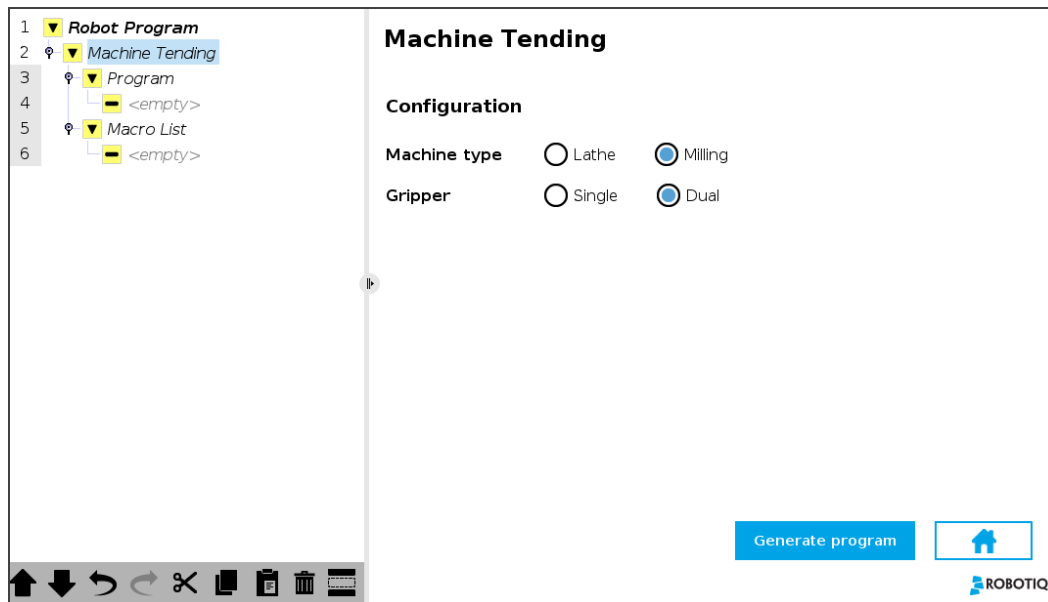 1 Robot Program
2 Machine Tending
3 Program
4 <empty>
5 Macro List
6 <empty>
Machine Tending
Configuration
Machine type Lathe Milling
Gripper Single Dual
Generate program
ROBOTIQ